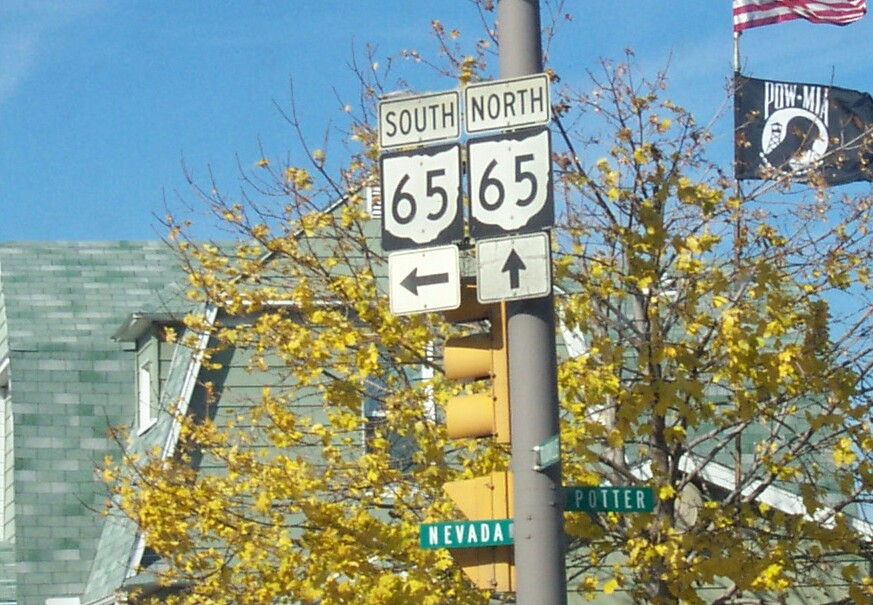 SOUTH
NORTH
65
65
POW-MIA
POTTER
NEVADA